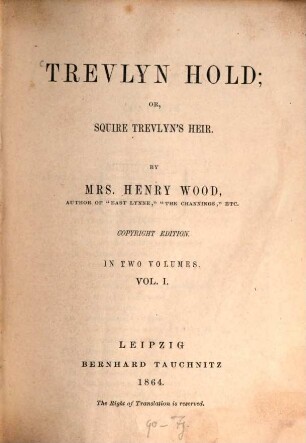 TREVLYN HOLD;
OR,
SQUIRE TREVLYN'S HEIR.
BY
MRS. HENRY WOOD,
AUTHOR OF "EAST LYNNE," "THE CHANNINGS," ETC.
COPYRIGHT EDITION.
IN TWO VOLUMES.
VOL. I.
LEIPZIG
BERNHARD TAUCHNITZ
1864.
The Right of Translation is reserved.